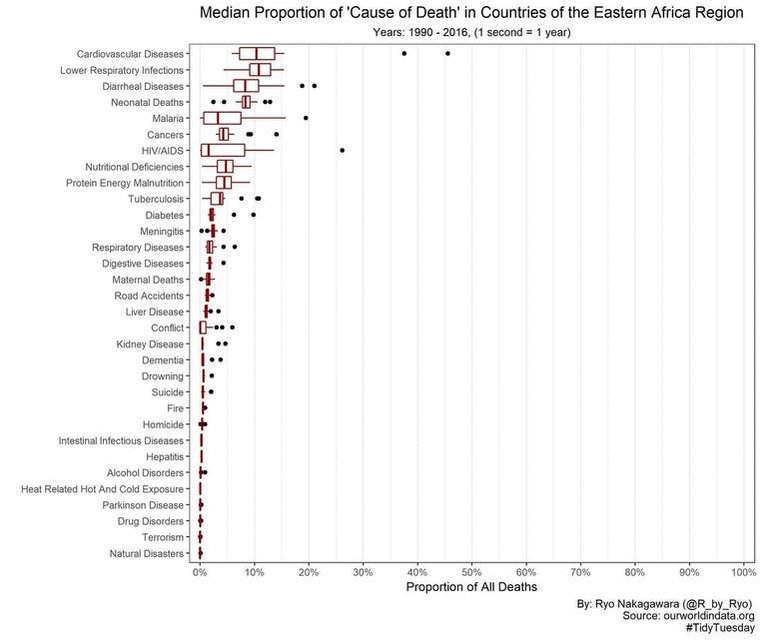 Median Proportion of 'Cause of Death' in Countries of the Eastern Africa Region
Years: 1990 - 2016, (1 second = 1 year)
Cardiovascular Diseases
Lower Respiratory Infections
Diarrheal Diseases
Neonatal Deaths
Malaria
Cancers
HIV/AIDS
Nutritional Deficiencies
Protein Energy Malnutrition
Tuberculosis
Diabetes
Meningitis
Respiratory Diseases
Digestive Diseases
Maternal Deaths
Road Accidents
Liver Disease
Conflict
Kidney Disease
Dementia
Drowning
Suicide
Fire
Homicide
Intestinal Infectious Diseases
Hepatitis
Alcohol Disorders
Heat Related Hot And Cold Exposure
Parkinson Disease
Drug Disorders
Terrorism
Natural Disasters
0% 10% 20% 30% 40% 50% 60% 70% 80% 90% 100%
Proportion of All Deaths
By: Ryo Nakagawara (@R_by_Ryo)
Source: ourworldindata.org
#TidyTuesday